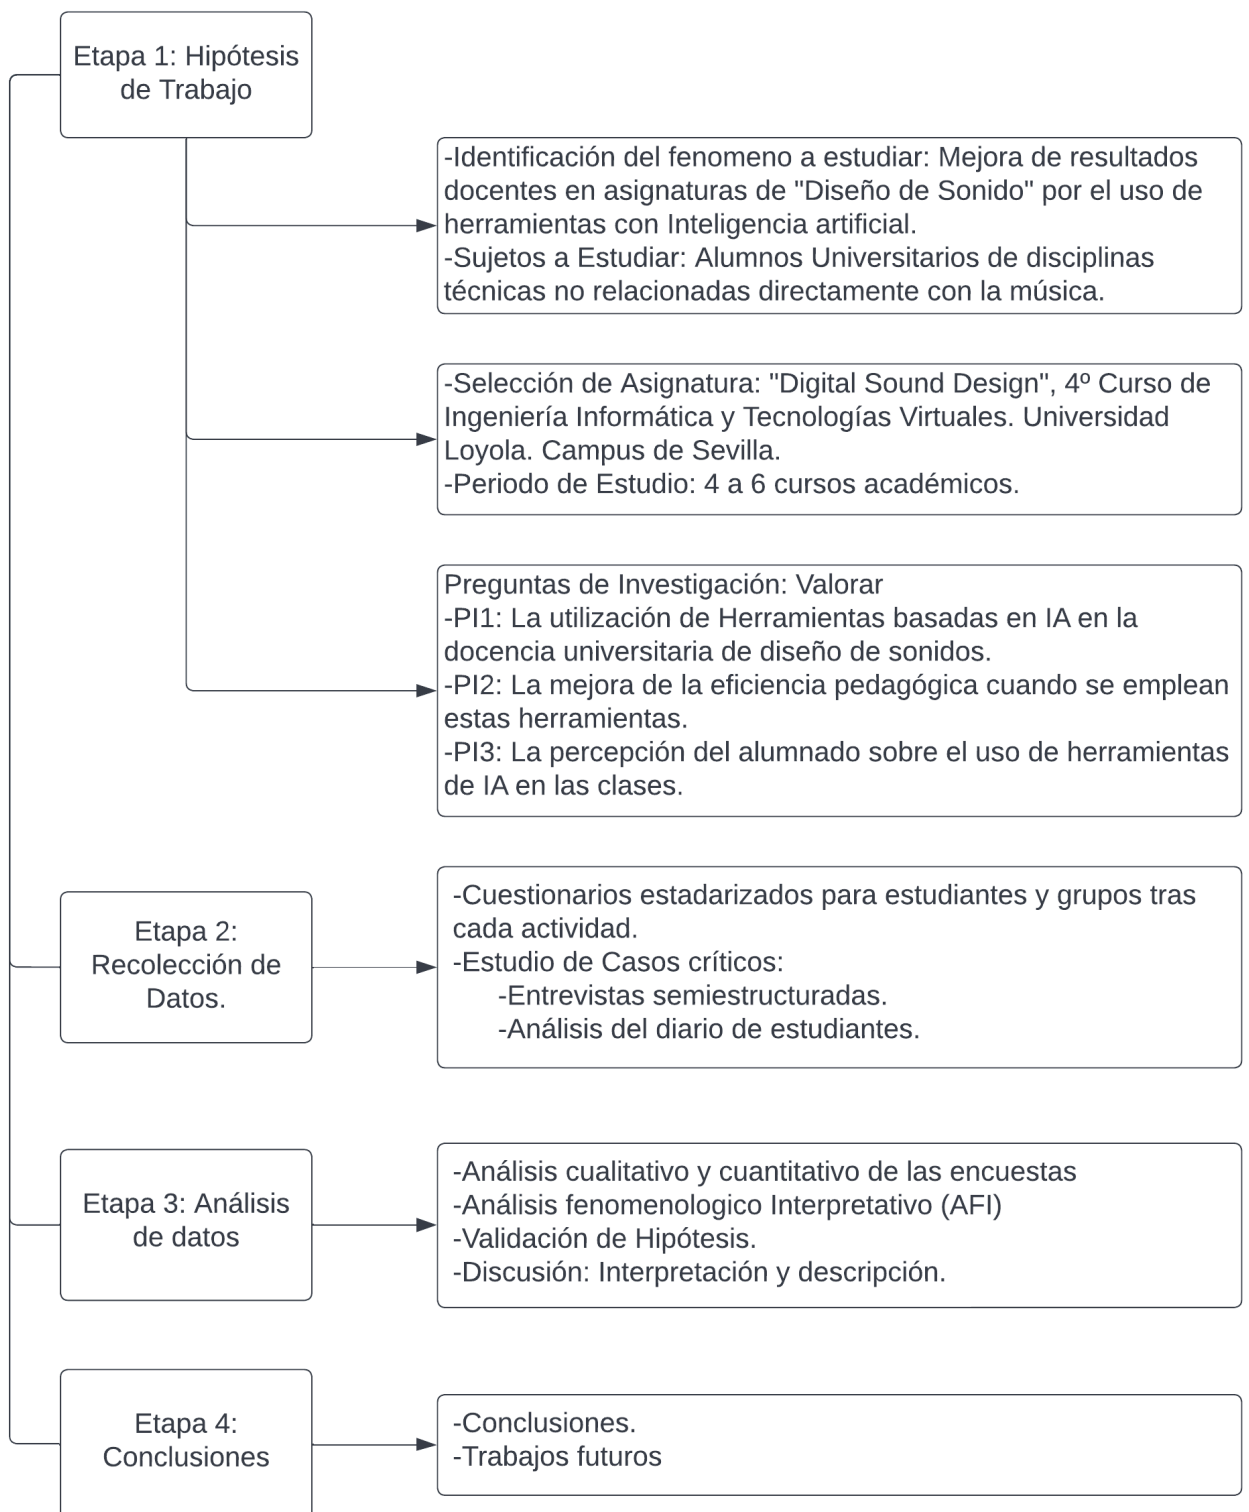 Etapa 1: Hipótesis
de Trabajo
-Identificación del fenomeno a estudiar: Mejora de resultados
docentes en asignaturas de "Diseño de Sonido" por el uso de
herramientas con Inteligencia artificial.
-Sujetos a Estudiar: Alumnos Universitarios de disciplinas
técnicas no relacionadas directamente con la música.
-Selección de Asignatura: "Digital Sound Design", 4º Curso de
Ingeniería Informática y Tecnologías Virtuales. Universidad
Loyola. Campus de Sevilla.
-Periodo de Estudio: 4 a 6 cursos académicos.
Preguntas de Investigación: Valorar
-PI1: La utilización de Herramientas basadas en IA en la
docencia universitaria de diseño de sonidos.
-PI2: La mejora de la eficiencia pedagógica cuando se emplean
estas herramientas.
-PI3: La percepción del alumnado sobre el uso de herramientas
de IA en las clases.
Etapa 2:
Recolección de
Datos.
-Cuestionarios estadarizados para estudiantes y grupos tras
cada actividad.
-Estudio de Casos críticos:
-Entrevistas semiestructuradas.
-Análisis del diario de estudiantes.
Etapa 3: Análisis
de datos
-Análisis cualitativo y cuantitativo de las encuestas
-Análisis fenomenologico Interpretativo (AFI)
-Validación de Hipótesis.
-Discusión: Interpretación y descripción.
Etapa 4:
Conclusiones
-Conclusiones.
-Trabajos futuros